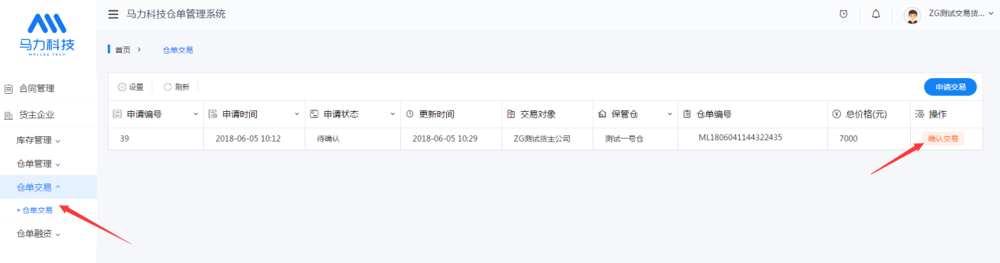 马力科技
MALLEE TECH
马力科技仓单管理系统
ZG测试交易货...
首页 > 仓单交易
合同管理
货主企业
库存管理
仓单管理
仓单交易
仓单交易
仓单融资
设置 刷新 申请交易
申请编号 申请时间 申请状态 更新时间 交易对象 保管仓 仓单编号 总价格(元) 操作
39 2018-06-05 10:12 待确认 2018-06-05 10:29 ZG测试货主公司 测试一号仓 ML1806041144322435 7000 确认交易